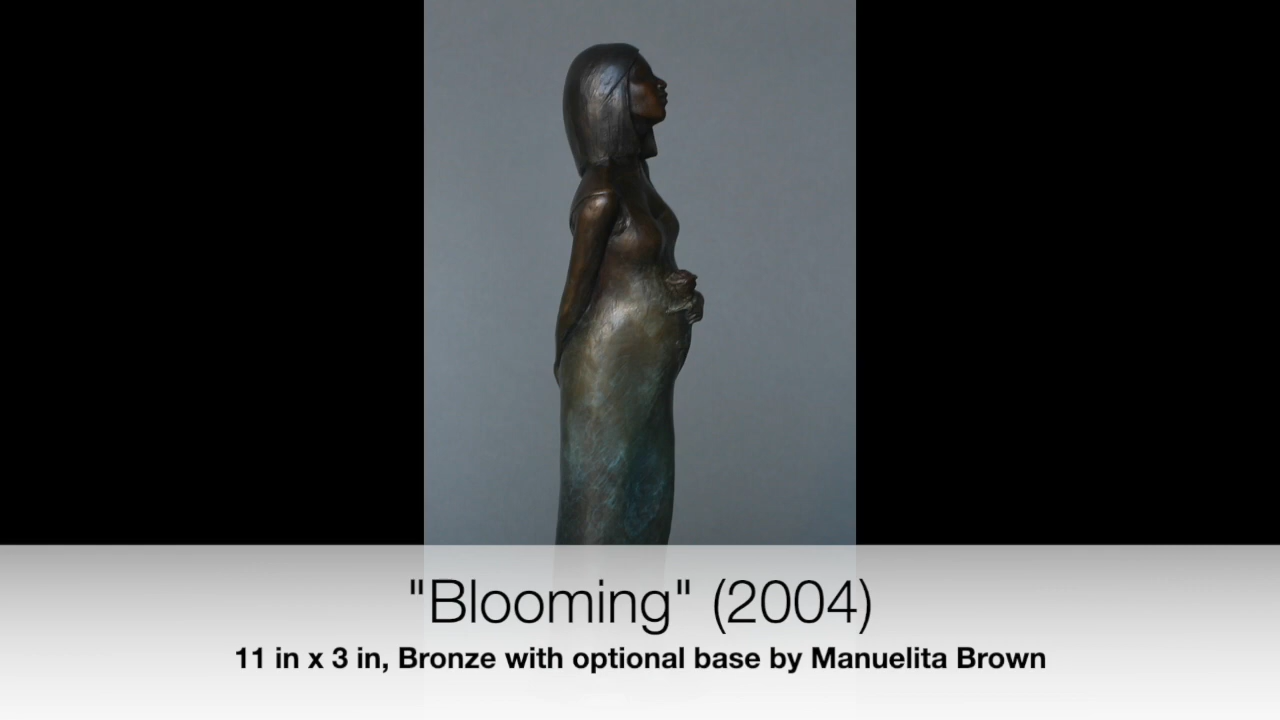 "Blooming" (2004)
11 in x 3 in, Bronze with optional base by Manuelita Brown